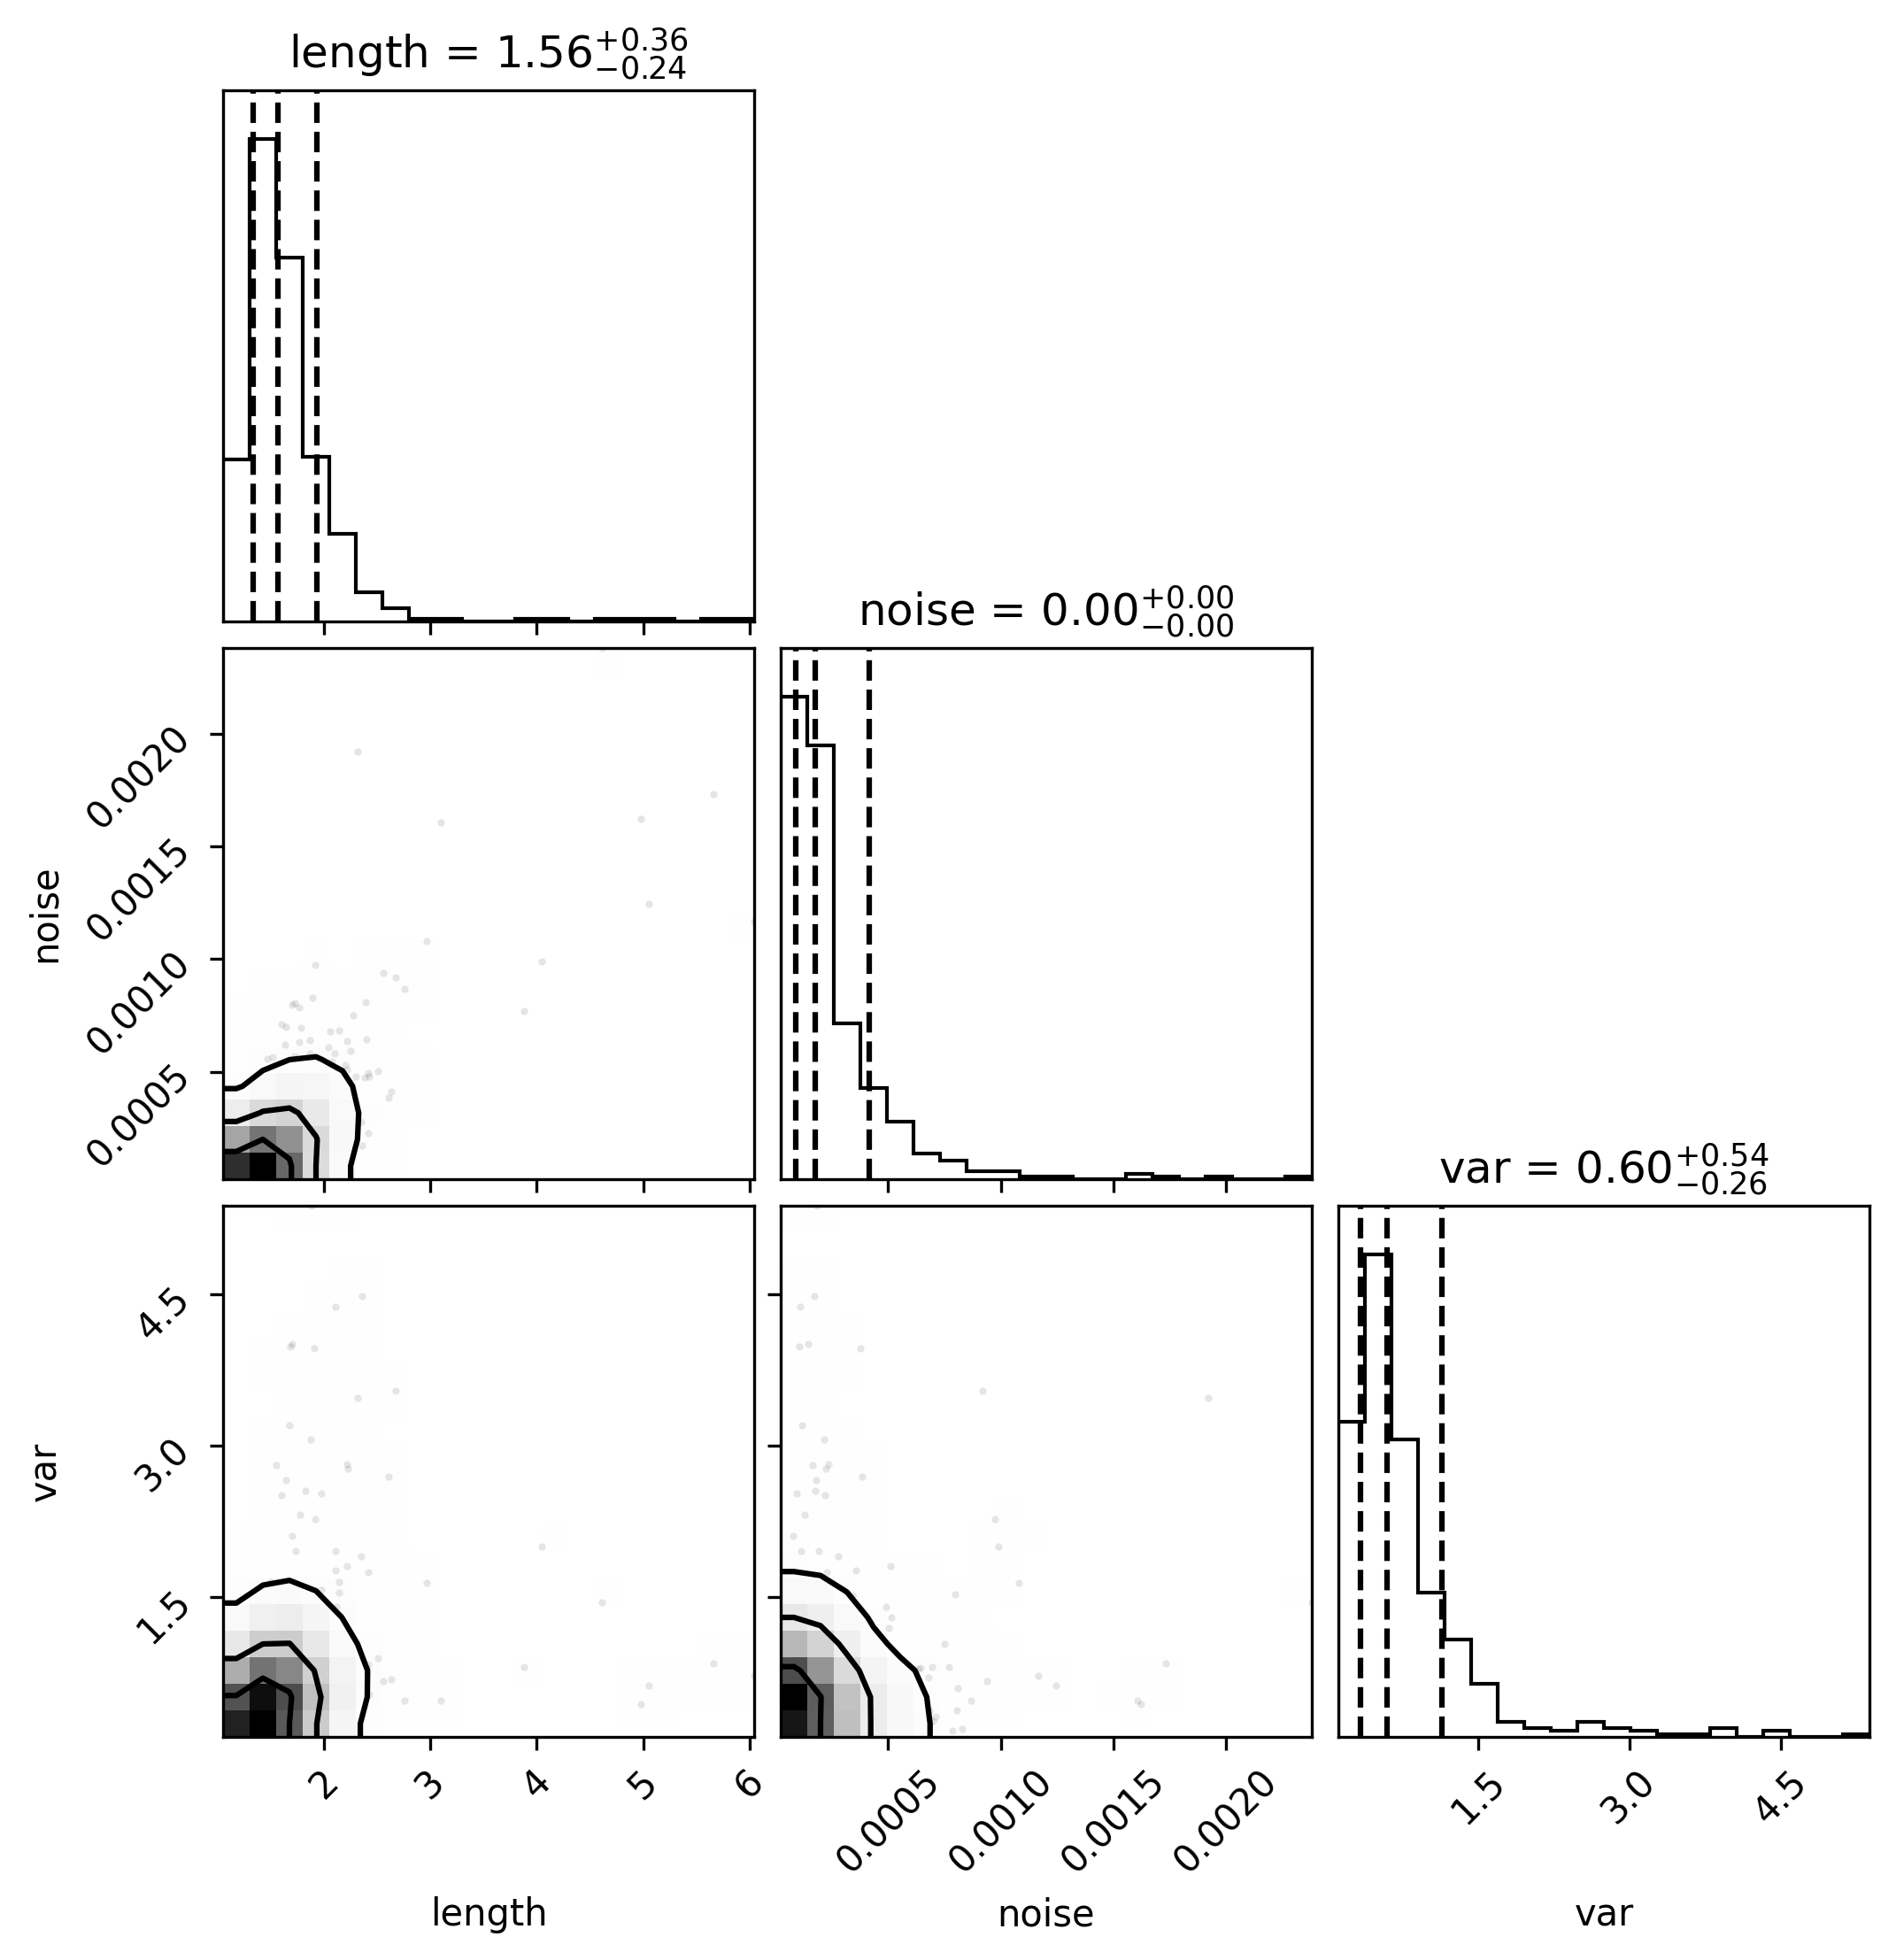 length = 1.56+0.36−0.24
noise = 0.00+0.00−0.00
0.0020
0.0015
0.0010
0.0005
noise
var = 0.60+0.54−0.26
4.5
3.0
1.5
var
2 3 4 5 6
0.0005 0.0010 0.0015 0.0020
1.5 3.0 4.5
length noise var